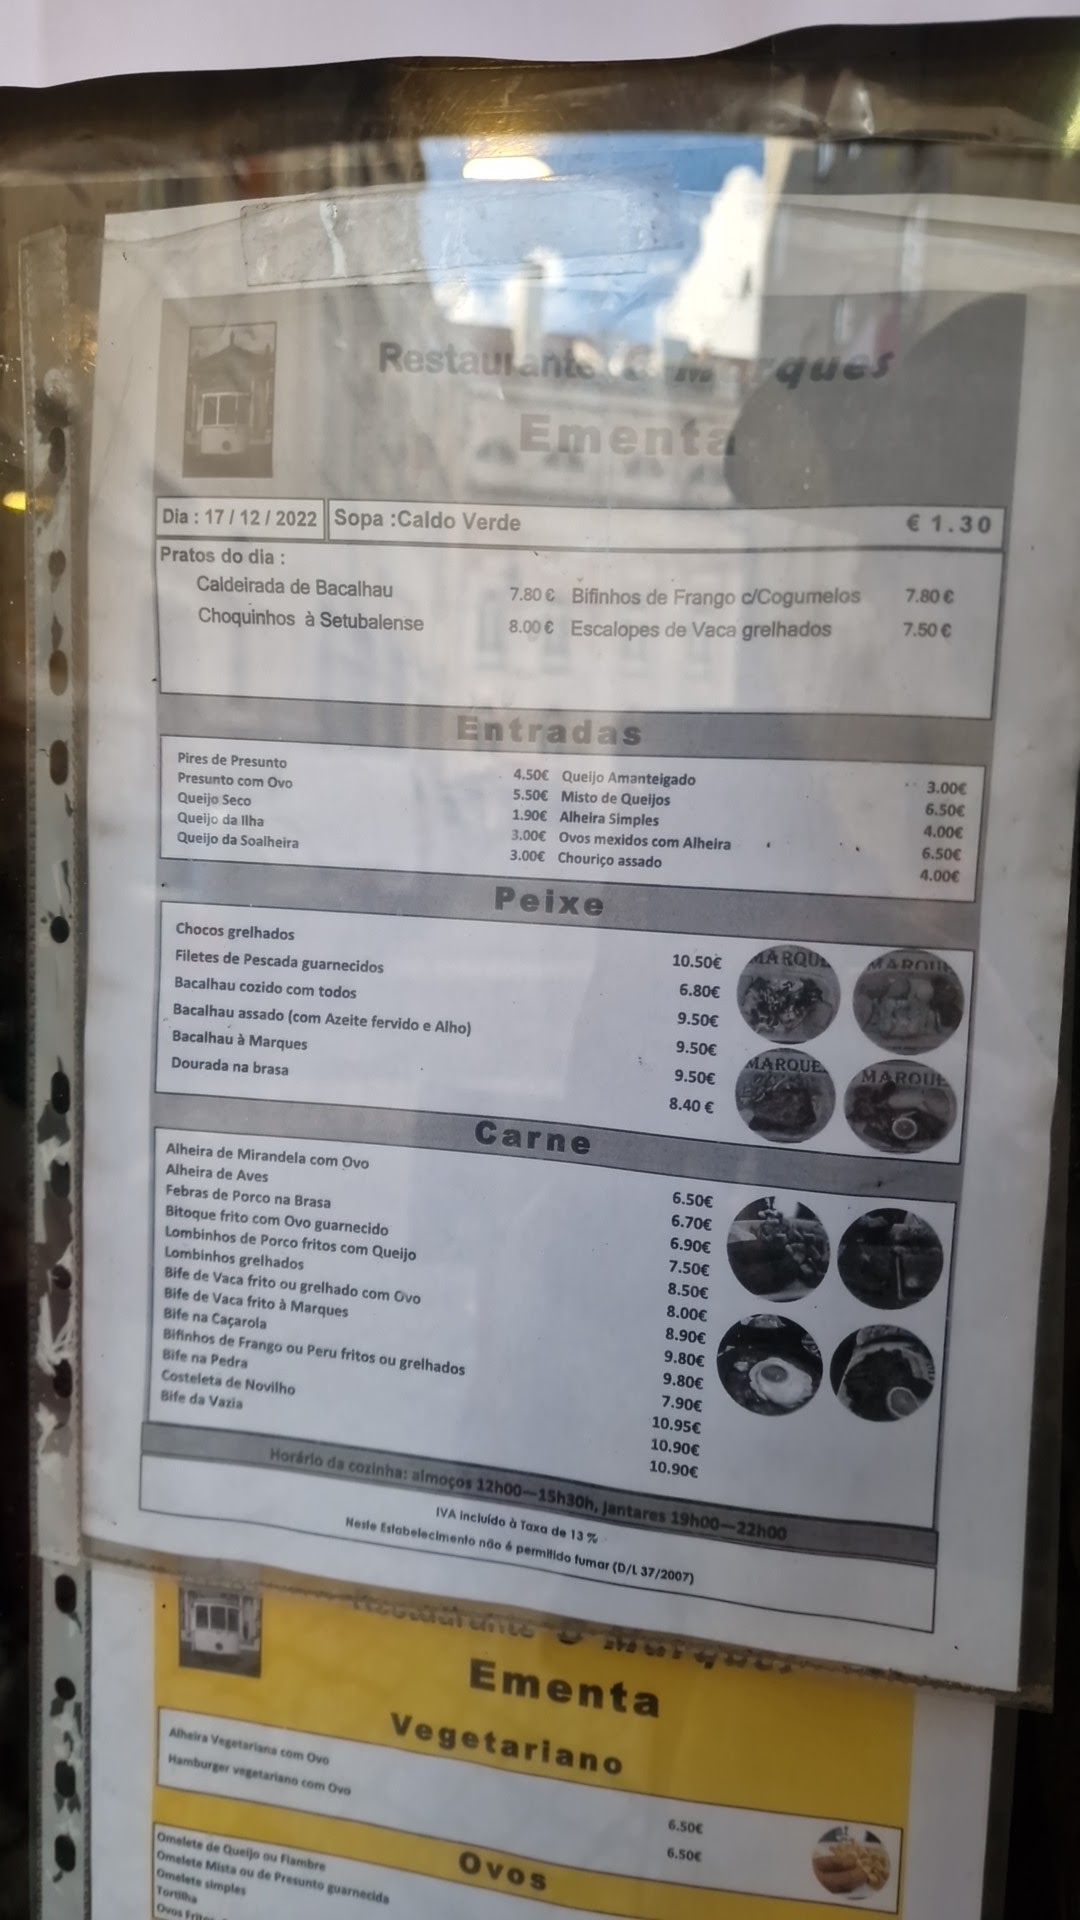 Restaurante O Marques
Ementa
Dia : 17 / 12 / 2022 Sopa :Caldo Verde € 1.30
Pratos do dia :
Caldeirada de Bacalhau 7.80 € Bifinhos de Frango c/Cogumelos 7.80 €
Choquinhos à Setubalense 8.00 € Escalopes de Vaca grelhados 7.50 €
Entradas
Pires de Presunto 4.50€ Queijo Amanteigado 3.00€
Presunto com Ovo 5.50€ Misto de Queijos 6.50€
Queijo Seco 1.90€ Alheira Simples 4.00€
Queijo da Ilha 3.00€ Ovos mexidos com Alheira 6.50€
Queijo da Soalheira 3.00€ Chouriço assado 4.00€
Peixe
Chocos grelhados 10.50€
Filetes de Pescada guarnecidos 6.80€
Bacalhau cozido com todos 9.50€
Bacalhau assado (com Azeite fervido e Alho) 9.50€
Bacalhau à Marques 9.50€
Dourada na brasa 8.40 €
MARQUE MARQUE
MARQUE MARQUE
Carne
Alheira de Mirandela com Ovo 6.50€
Alheira de Aves 6.70€
Febras de Porco na Brasa 6.90€
Bitoque frito com Ovo guarnecido 7.50€
Lombinhos de Porco fritos com Queijo 8.50€
Lombinhos grelhados 8.00€
Bife de Vaca frito ou grelhado com Ovo 8.90€
Bife de Vaca frito à Marques 9.80€
Bife na Caçarola 9.80€
Bifinhos de Frango ou Peru fritos ou grelhados 7.90€
Bife na Pedra 10.95€
Costeleta de Novilho 10.90€
Bife da Vazia 10.90€
Horário da cozinha: almoços 12h00—15h30h, Jantares 19h00—22h00
IVA Incluído à Taxa de 13 %
Neste Estabelecimento não é permitido fumar (D/L 37/2007)
Restaurante O Marques
Ementa
Vegetariano
Alheira Vegetariana com Ovo 6.50€
Hamburger vegetariano com Ovo 6.50€
Ovos
Omelete de Queijo ou Fiambre
Omelete Mista ou de Presunto guarnecida
Omelete simples
Tortilha
Ovos